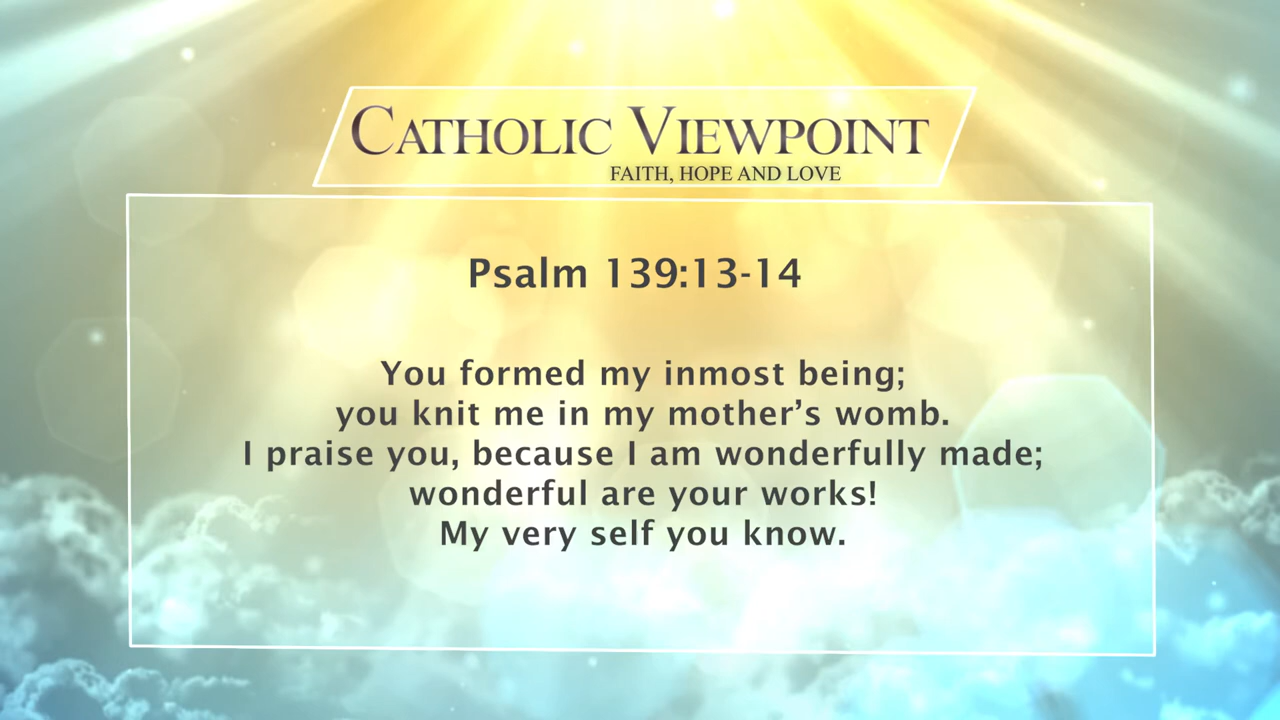 CATHOLIC VIEWPOINT
FAITH, HOPE AND LOVE
Psalm 139:13-14
You formed my inmost being;
you knit me in my mother’s womb.
I praise you, because I am wonderfully made;
wonderful are your works!
My very self you know.